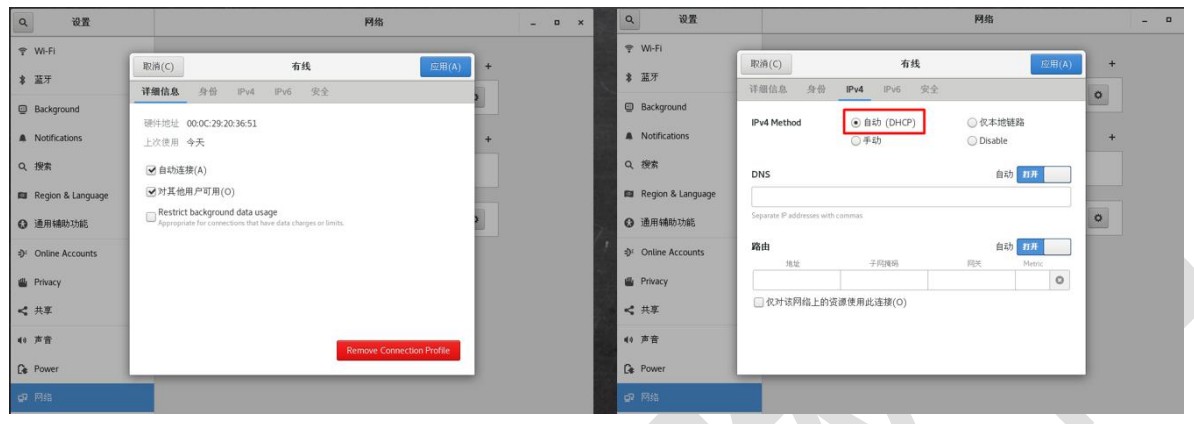 设置
网络
Wi-Fi
蓝牙
Background
Notifications
搜索
Region & Language
通用辅助功能
Online Accounts
Privacy
共享
声音
Power
网络
取消(C)
有线
应用(A)
详细信息 身份 IPv4 IPv6 安全
硬件地址 00:0C:29:20:36:51
上次使用 今天
自动连接(A)
对其他用户可用(O)
Restrict background data usage
Appropriate for connections that have data charges or limits.
Remove Connection Profile
设置
网络
Wi-Fi
蓝牙
Background
Notifications
搜索
Region & Language
通用辅助功能
Online Accounts
Privacy
共享
声音
Power
网络
取消(C)
有线
应用(A)
详细信息 身份 IPv4 IPv6 安全
IPv4 Method 自动 (DHCP) 仅本地链路
手动 Disable
DNS 自动 打开
Separate IP addresses with commas
路由 自动 打开
地址 子网掩码 网关 Metric
仅对该网络上的资源使用此连接(O)